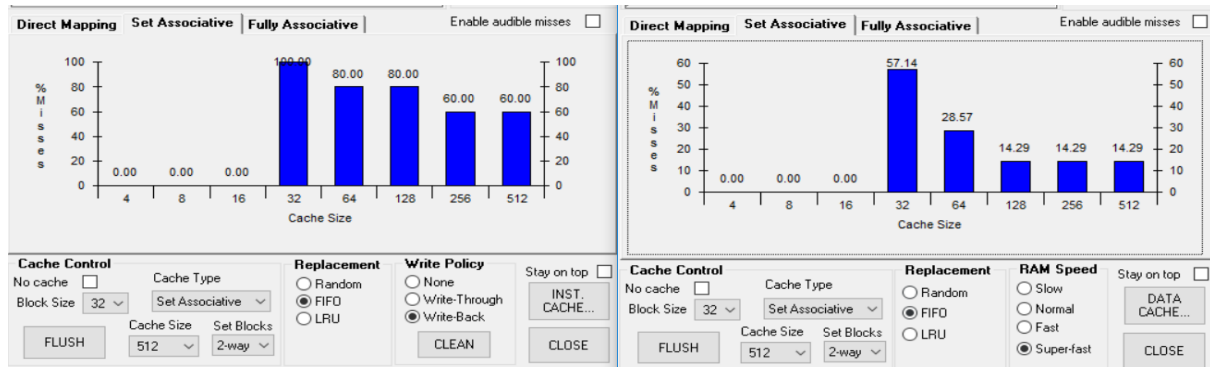 Direct Mapping Set Associative Fully Associative Enable audible misses
100 100.00 100
% Misses 80 80.00 80.00 80
60 60.00 60.00 60
40 40
20 0.00 0.00 0.00 20
0 0
4 8 16 32 64 128 256 512
Cache Size
Cache Control Replacement Write Policy
No cache Cache Type Random None Stay on top
Block Size 32 Set Associative FIFO Write-Through INST. CACHE...
Cache Size Set Blocks LRU Write-Back
FLUSH 512 2-way CLEAN CLOSE
Direct Mapping Set Associative Fully Associative Enable audible misses
60 57.14 60
% Misses 50 50
40 40
30 28.57 30
20 14.29 14.29 14.29 20
10 0.00 0.00 0.00 10
0 0
4 8 16 32 64 128 256 512
Cache Size
Cache Control Replacement RAM Speed
No cache Cache Type Random Slow Stay on top
Block Size 32 Set Associative FIFO Normal DATA CACHE...
Cache Size Set Blocks LRU Fast
FLUSH 512 2-way Super-fast CLOSE